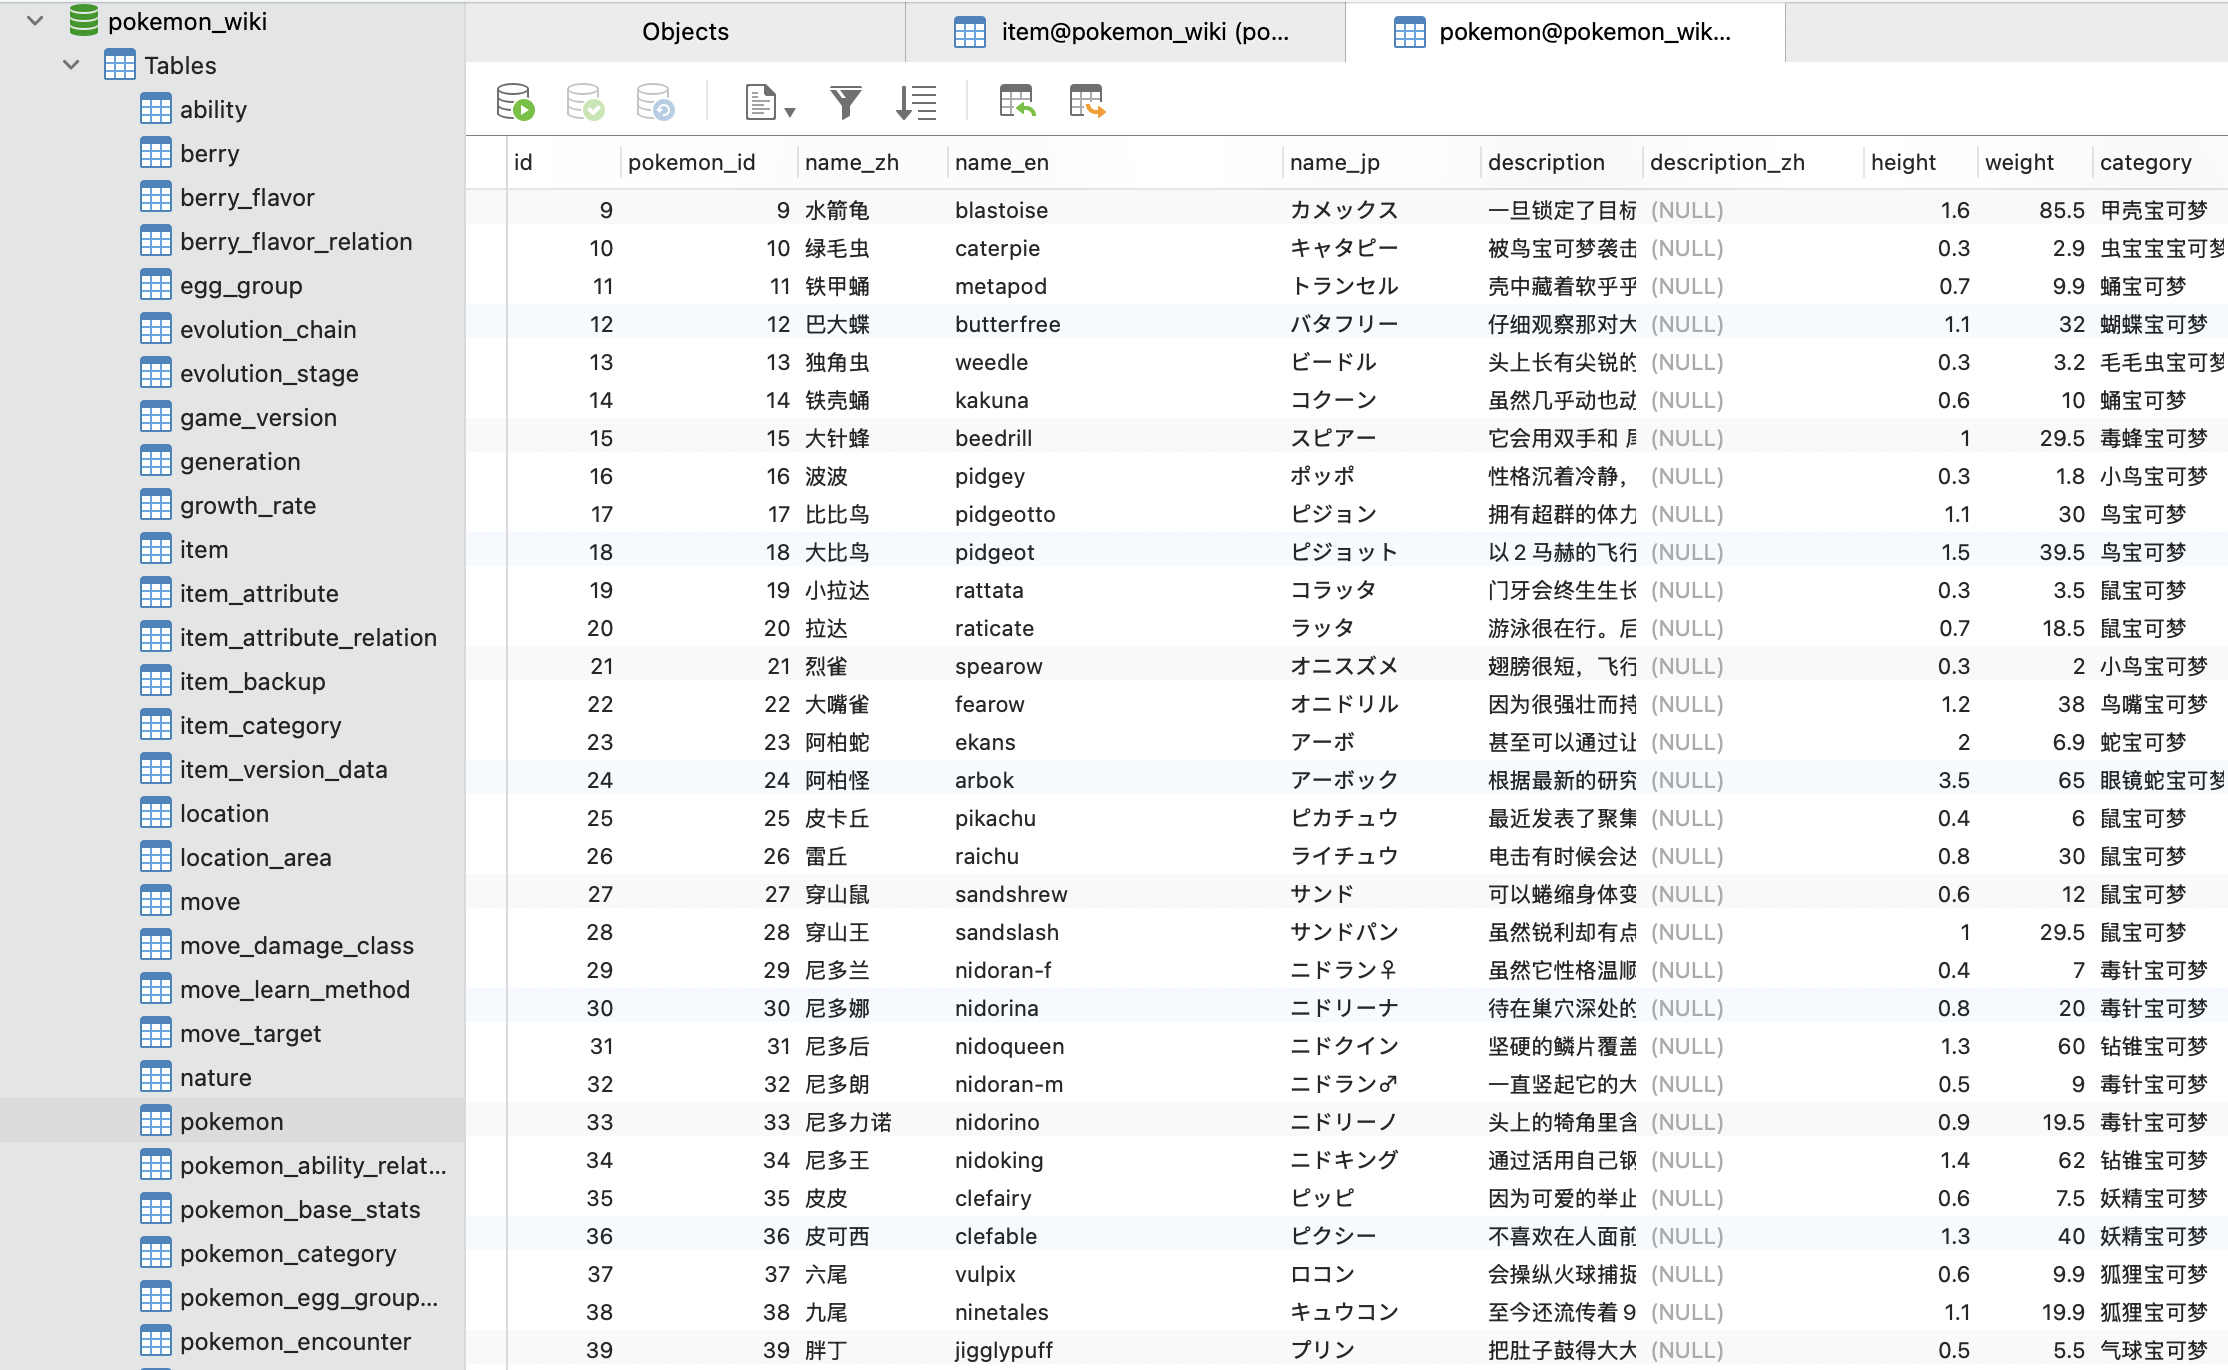 pokemon_wiki
Tables
ability
berry
berry_flavor
berry_flavor_relation
egg_group
evolution_chain
evolution_stage
game_version
generation
growth_rate
item
item_attribute
item_attribute_relation
item_backup
item_category
item_version_data
location
location_area
move
move_damage_class
move_learn_method
move_target
nature
pokemon
pokemon_ability_relat...
pokemon_base_stats
pokemon_category
pokemon_egg_group...
pokemon_encounter
Objects item@pokemon_wiki (po... pokemon@pokemon_wik...
id pokemon_id name_zh name_en name_jp description description_zh height weight category
9 9 水箭龟 blastoise カメックス 一旦锁定了目标 (NULL) 1.6 85.5 甲壳宝可梦
10 10 绿毛虫 caterpie キャタピー 被鸟宝可梦袭击 (NULL) 0.3 2.9 虫宝宝宝可梦
11 11 铁甲蛹 metapod トランセル 壳中藏着软乎乎 (NULL) 0.7 9.9 蛹宝可梦
12 12 巴大蝶 butterfree バタフリー 仔细观察那对大 (NULL) 1.1 32 蝴蝶宝可梦
13 13 独角虫 weedle ビードル 头上长有尖锐的 (NULL) 0.3 3.2 毛毛虫宝可梦
14 14 铁壳蛹 kakuna コクーン 虽然几乎动也动 (NULL) 0.6 10 蛹宝可梦
15 15 大针蜂 beedrill スピアー 它会用双手和 尾 (NULL) 1 29.5 毒蜂宝可梦
16 16 波波 pidgey ポッポ 性格沉着冷静， (NULL) 0.3 1.8 小鸟宝可梦
17 17 比比鸟 pidgeotto ピジョン 拥有超群的体力 (NULL) 1.1 30 鸟宝可梦
18 18 大比鸟 pidgeot ピジョット 以２马赫的飞行 (NULL) 1.5 39.5 鸟宝可梦
19 19 小拉达 rattata コラッタ 门牙会终生生长 (NULL) 0.3 3.5 鼠宝可梦
20 20 拉达 raticate ラッタ 游泳很在行。后 (NULL) 0.7 18.5 鼠宝可梦
21 21 烈雀 spearow オニスズメ 翅膀很短，飞行 (NULL) 0.3 2 小鸟宝可梦
22 22 大嘴雀 fearow オニドリル 因为很强壮而持 (NULL) 1.2 38 鸟嘴宝可梦
23 23 阿柏蛇 ekans アーボ 甚至可以通过让 (NULL) 2 6.9 蛇宝可梦
24 24 阿柏怪 arbok アーボック 根据最新的研究 (NULL) 3.5 65 眼镜蛇宝可梦
25 25 皮卡丘 pikachu ピカチュウ 最近发表了聚集 (NULL) 0.4 6 鼠宝可梦
26 26 雷丘 raichu ライチュウ 电击有时候会达 (NULL) 0.8 30 鼠宝可梦
27 27 穿山鼠 sandshrew サンド 可以蜷缩身体变 (NULL) 0.6 12 鼠宝可梦
28 28 穿山王 sandslash サンドパン 虽然锐利却有点 (NULL) 1 29.5 鼠宝可梦
29 29 尼多兰 nidoran-f ニドラン♀ 虽然它性格温顺 (NULL) 0.4 7 毒针宝可梦
30 30 尼多娜 nidorina ニドリーナ 待在巢穴深处的 (NULL) 0.8 20 毒针宝可梦
31 31 尼多后 nidoqueen ニドクイン 坚硬的鳞片覆盖 (NULL) 1.3 60 钻锥宝可梦
32 32 尼多朗 nidoran-m ニドラン♂ 一直竖起它的大 (NULL) 0.5 9 毒针宝可梦
33 33 尼多力诺 nidorino ニドリーノ 头上的犄角里含 (NULL) 0.9 19.5 毒针宝可梦
34 34 尼多王 nidoking ニドキング 通过活用自己钢 (NULL) 1.4 62 钻锥宝可梦
35 35 皮皮 clefairy ピッピ 因为可爱的举止 (NULL) 0.6 7.5 妖精宝可梦
36 36 皮可西 clefable ピクシー 不喜欢在人面前 (NULL) 1.3 40 妖精宝可梦
37 37 六尾 vulpix ロコン 会操纵火球捕捉 (NULL) 0.6 9.9 狐狸宝可梦
38 38 九尾 ninetales キュウコン 至今还流传着９ (NULL) 1.1 19.9 狐狸宝可梦
39 39 胖丁 jigglypuff プリン 把肚子鼓得大大 (NULL) 0.5 5.5 气球宝可梦